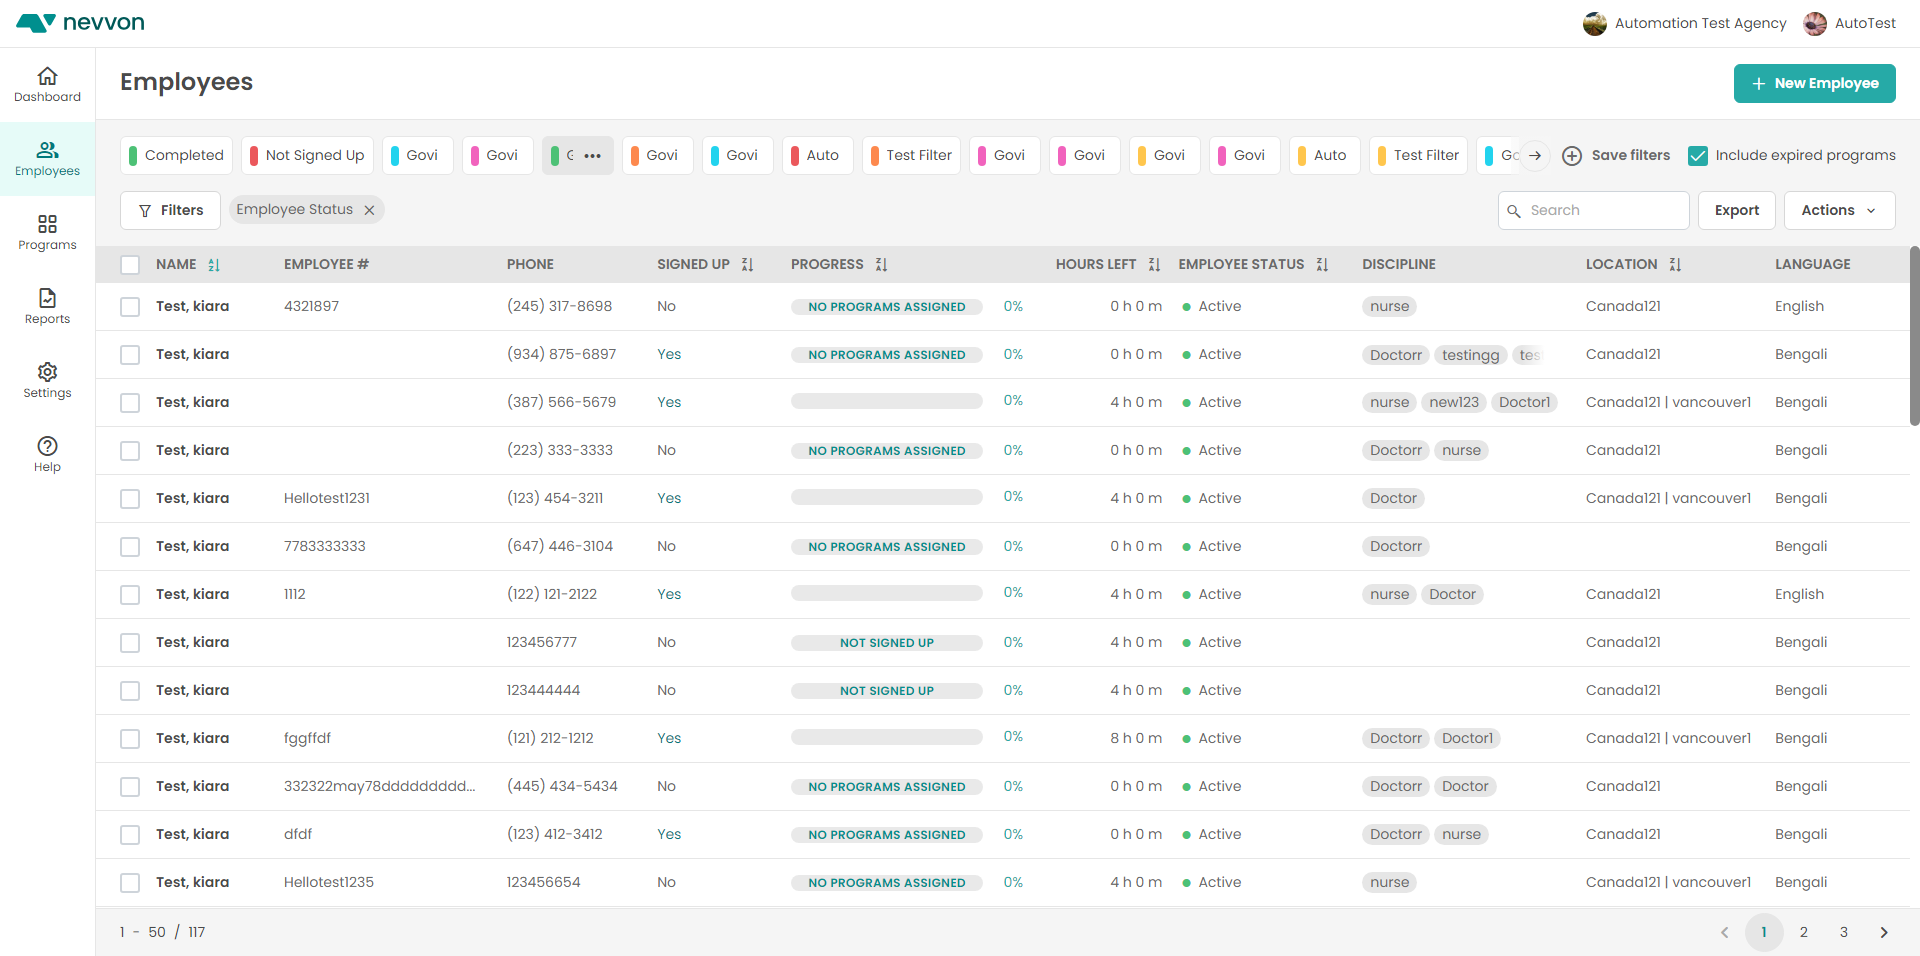 nevvon
Automation Test Agency AutoTest
Dashboard
Employees
Programs
Reports
Settings
Help
Employees
New Employee
Completed Not Signed Up Govi Govi ••• Govi Govi Auto Test Filter Govi Govi Govi Govi Auto Test Filter Save filters Include expired programs
Filters Employee Status Search Export Actions
NAME EMPLOYEE # PHONE SIGNED UP PROGRESS HOURS LEFT EMPLOYEE STATUS DISCIPLINE LOCATION LANGUAGE
Test, kiara 4321897 (245) 317-8698 No NO PROGRAMS ASSIGNED 0% 0 h 0 m Active nurse Canada121 English
Test, kiara (934) 875-6897 Yes NO PROGRAMS ASSIGNED 0% 0 h 0 m Active Doctorr testingg tes Canada121 Bengali
Test, kiara (387) 566-5679 Yes 0% 4 h 0 m Active nurse new123 Doctor1 Canada121 | vancouver1 Bengali
Test, kiara (223) 333-3333 No NO PROGRAMS ASSIGNED 0% 0 h 0 m Active Doctorr nurse Canada121 Bengali
Test, kiara Hellotest1231 (123) 454-3211 Yes 0% 4 h 0 m Active Doctor Canada121 | vancouver1 Bengali
Test, kiara 7783333333 (647) 446-3104 No NO PROGRAMS ASSIGNED 0% 0 h 0 m Active Doctorr Bengali
Test, kiara 1112 (122) 121-2122 Yes 0% 4 h 0 m Active nurse Doctor Canada121 English
Test, kiara 123456777 No NOT SIGNED UP 0% 4 h 0 m Active Canada121 Bengali
Test, kiara 123444444 No NOT SIGNED UP 0% 4 h 0 m Active Canada121 Bengali
Test, kiara fggffdf (121) 212-1212 Yes 0% 8 h 0 m Active Doctorr Doctor1 Canada121 | vancouver1 Bengali
Test, kiara 332322may78ddddddddd... (445) 434-5434 No NO PROGRAMS ASSIGNED 0% 0 h 0 m Active Doctorr Doctor Canada121 Bengali
Test, kiara dfdf (123) 412-3412 Yes NO PROGRAMS ASSIGNED 0% 0 h 0 m Active Doctorr nurse Canada121 Bengali
Test, kiara Hellotest1235 123456654 No NO PROGRAMS ASSIGNED 0% 4 h 0 m Active nurse Canada121 | vancouver1 Bengali
1 - 50 / 117 1 2 3